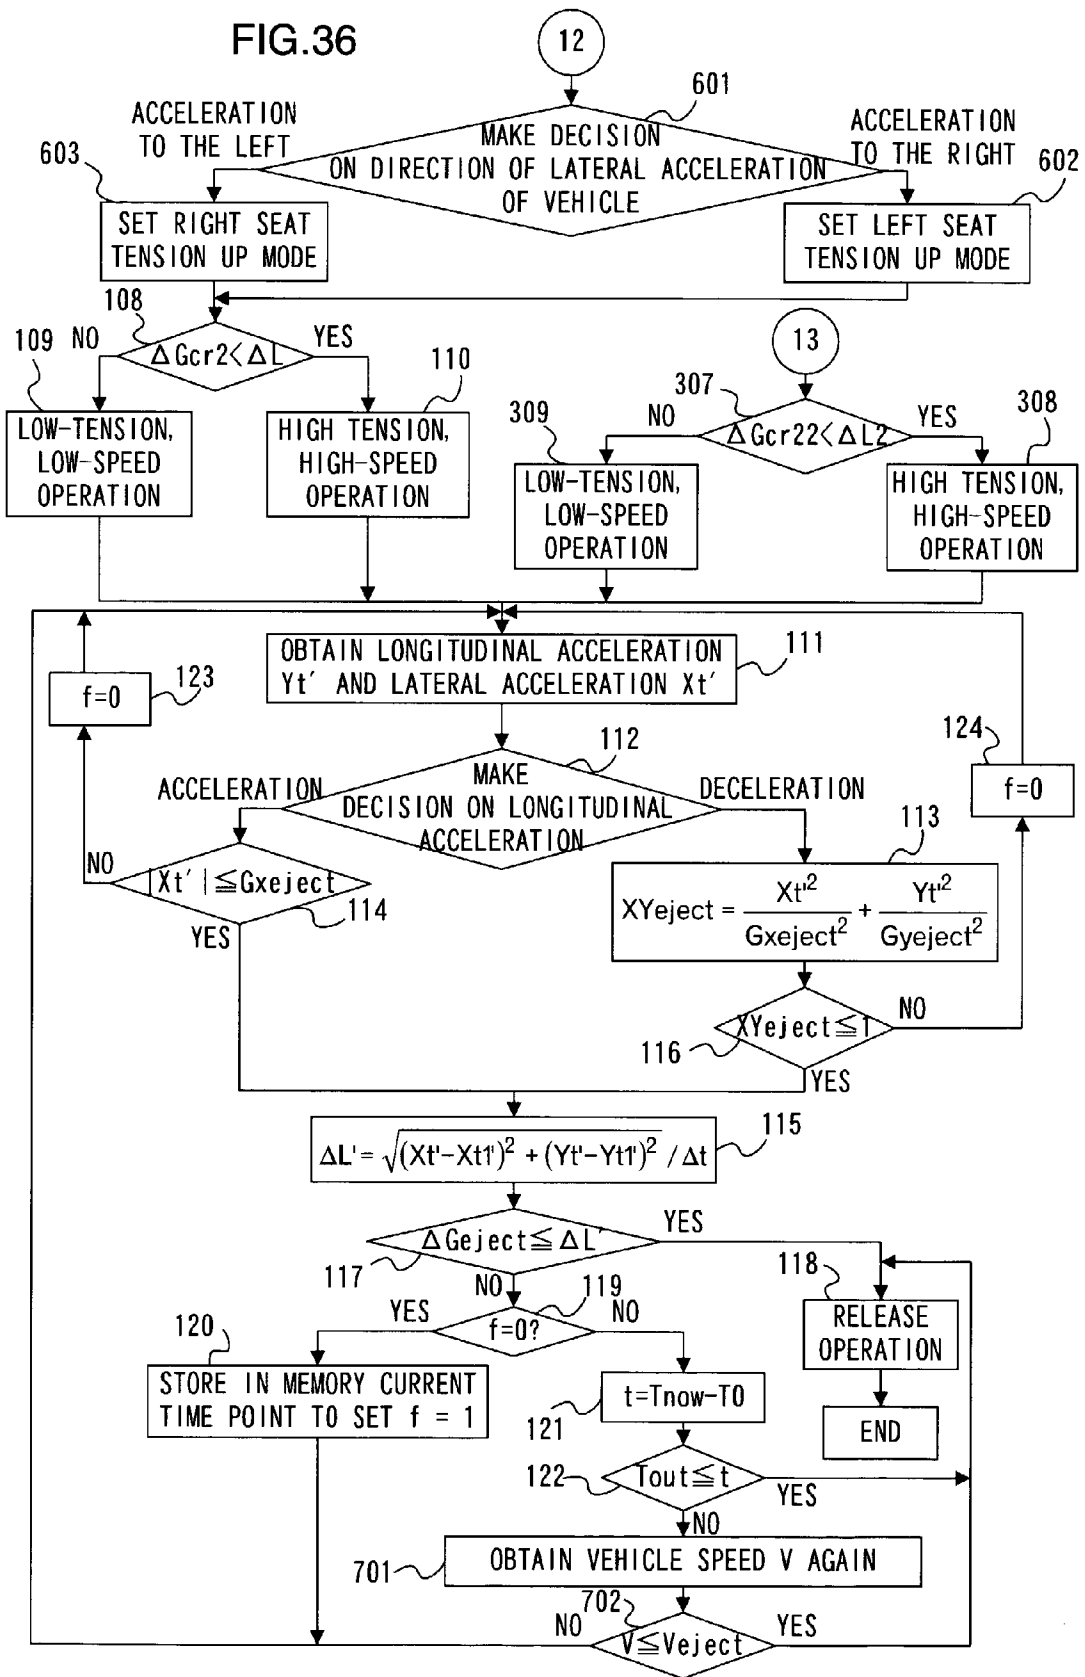 FIG.36
12
601
ACCELERATION
TO THE LEFT
MAKE DECISION
ON DIRECTION OF LATERAL ACCELERATION
OF VEHICLE
ACCELERATION
TO THE RIGHT
603
602
SET RIGHT SEAT
TENSION UP MODE
SET LEFT SEAT
TENSION UP MODE
108
NO
ΔGcr2<ΔL
YES
109
110
13
307
NO
ΔGcr22<ΔL2
YES
309
308
LOW-TENSION,
LOW-SPEED
OPERATION
HIGH TENSION,
HIGH-SPEED
OPERATION
LOW-TENSION,
LOW-SPEED
OPERATION
HIGH TENSION,
HIGH-SPEED
OPERATION
OBTAIN LONGITUDINAL ACCELERATION
Yt′ AND LATERAL ACCELERATION Xt′
111
f=0
123
112
ACCELERATION
MAKE
DECISION ON LONGITUDINAL
ACCELERATION
DECELERATION
124
f=0
NO
|Xt′|≦Gxeject
114
YES
113
XYeject = Xt'² / Gxeject² + Yt'² / Gyeject²
XYeject≦1
NO
116
YES
115
ΔL' = √(Xt'-Xt1')² + (Yt'-Yt1')² / Δt
ΔGeject≦ΔL′
YES
117
NO
118
RELEASE
OPERATION
END
119
YES
f=0?
NO
120
STORE IN MEMORY CURRENT
TIME POINT TO SET f = 1
t=Tnow-T0
121
Tout≦t
122
YES
NO
OBTAIN VEHICLE SPEED V AGAIN
701
702
NO
V≦Veject
YES